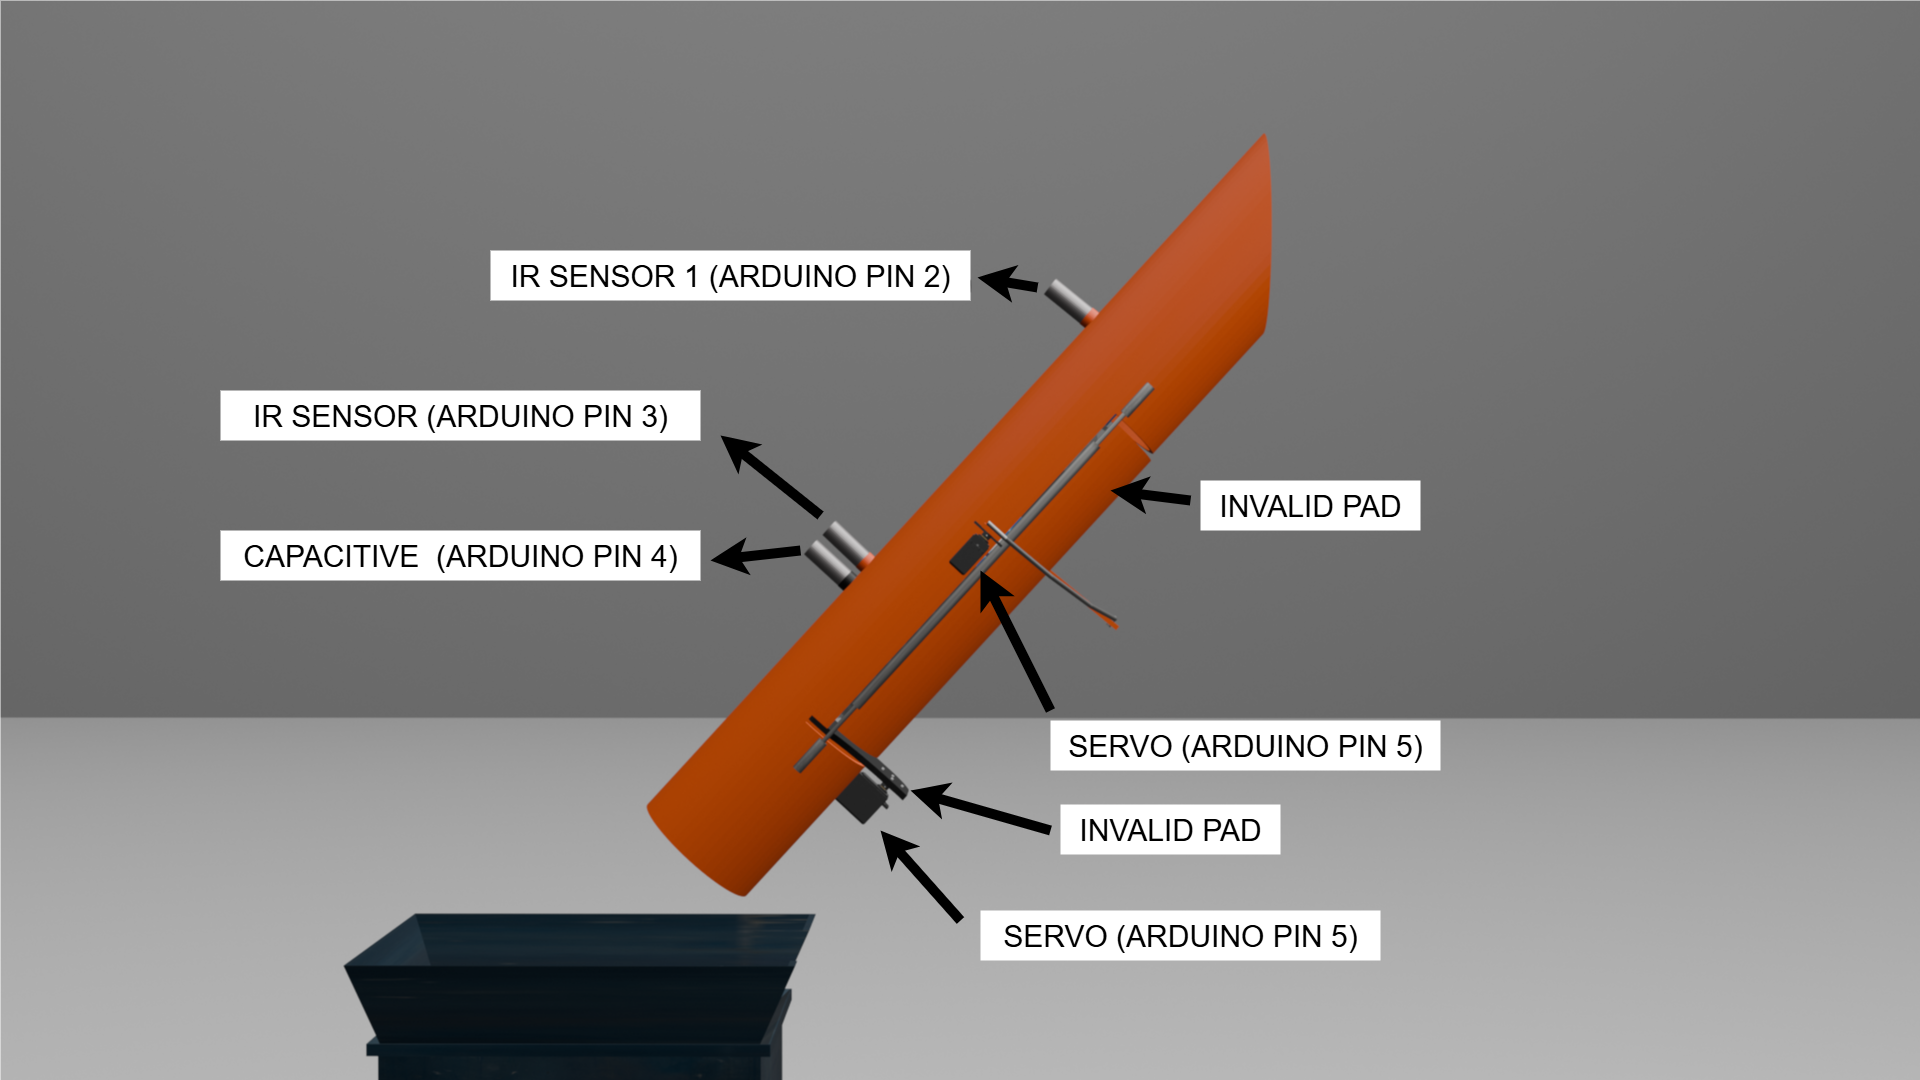 IR SENSOR 1 (ARDUINO PIN 2)
IR SENSOR (ARDUINO PIN 3)
INVALID PAD
CAPACITIVE  (ARDUINO PIN 4)
SERVO (ARDUINO PIN 5)
INVALID PAD
SERVO (ARDUINO PIN 5)